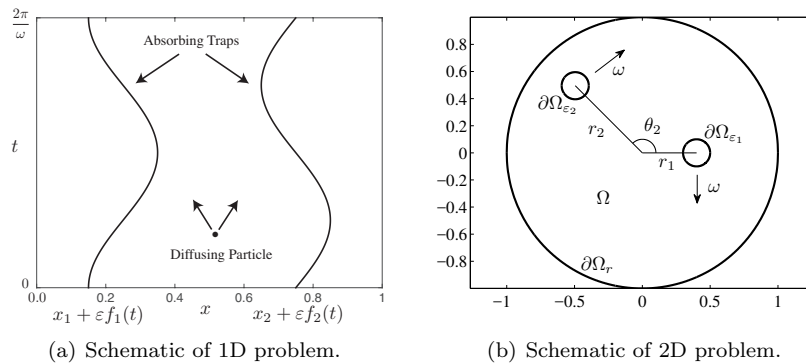 2π/ω
Absorbing Traps
t
Diffusing Particle
0
0.0 0.2 0.4 0.6 0.8 1
x₁ + εf₁(t) x x₂ + εf₂(t)
(a) Schematic of 1D problem.
0.8
0.6
0.4
0.2
0
-0.2
-0.4
-0.6
-0.8
-1 -0.5 0 0.5 1
ω
∂Ω_ε₂
r₂ θ₂ ∂Ω_ε₁
r₁
ω
Ω
∂Ω_r
(b) Schematic of 2D problem.